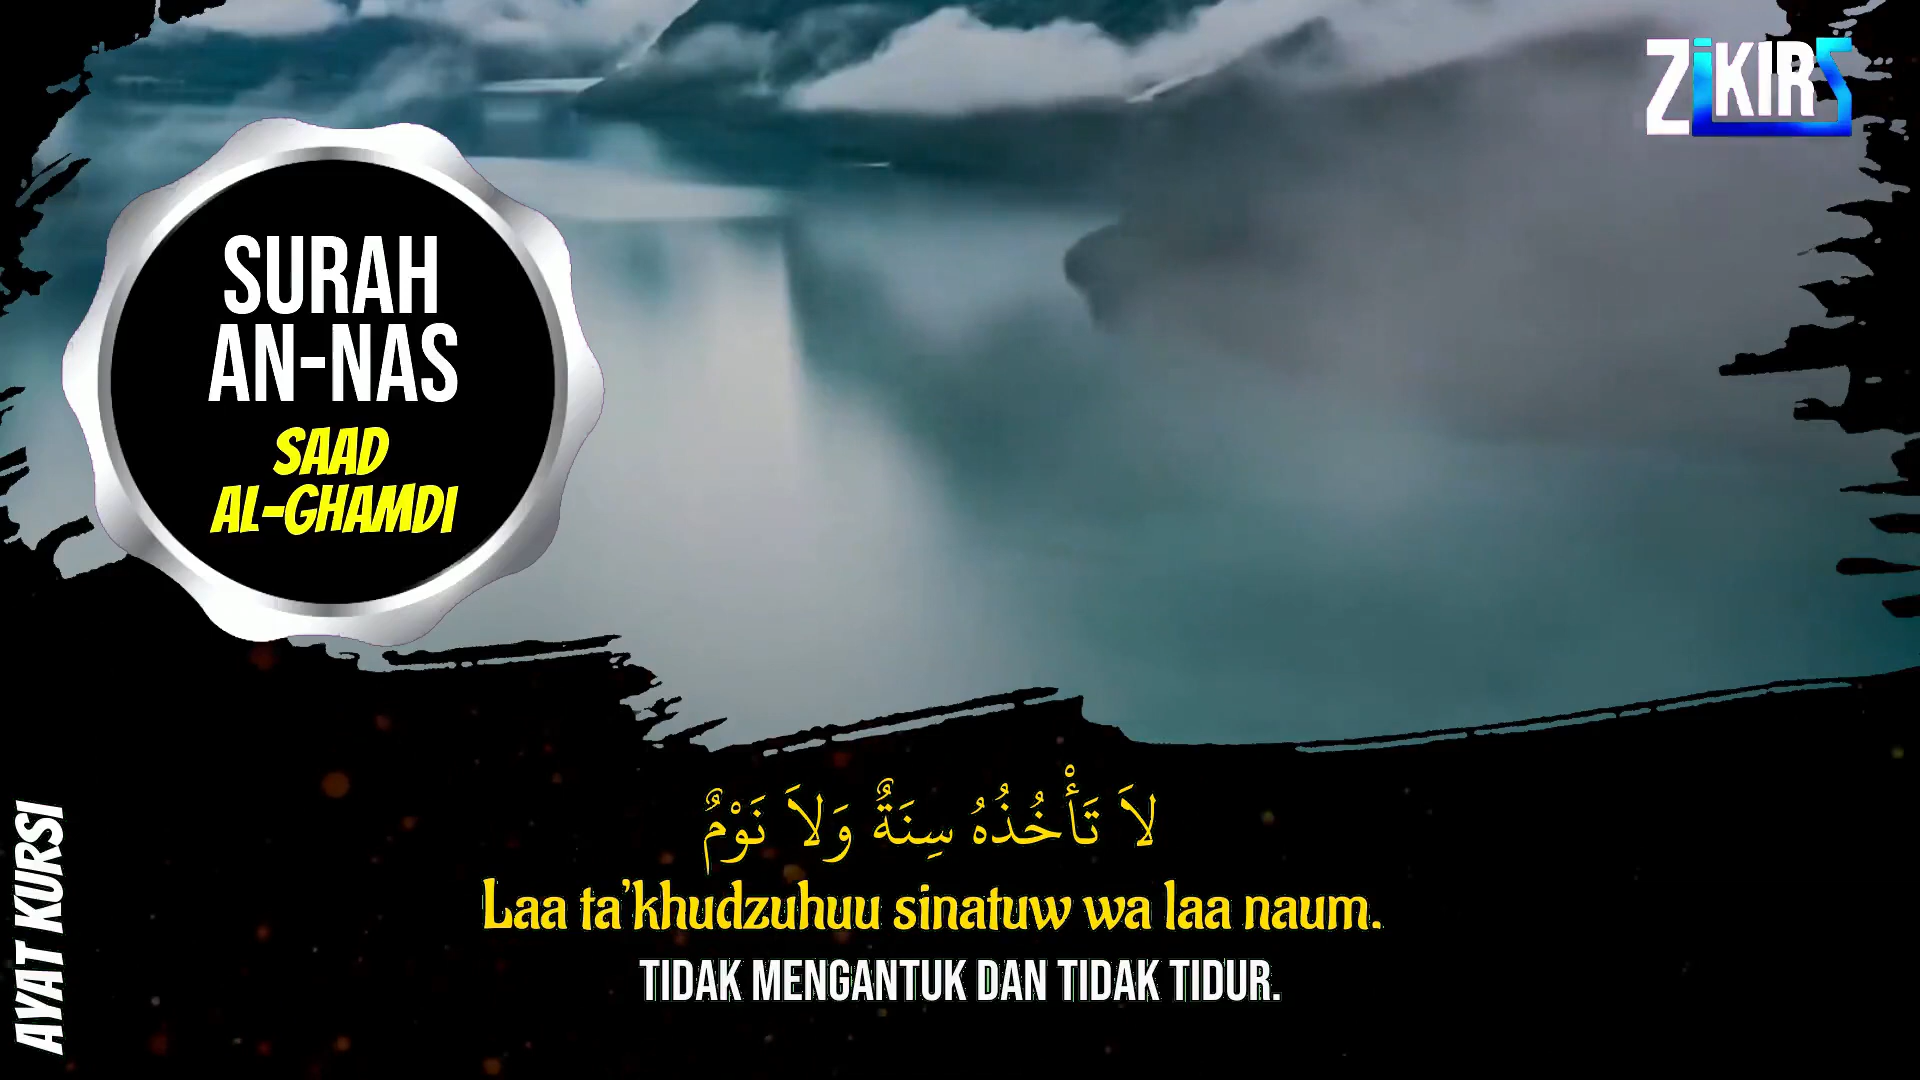 ZIKIR
SURAH
AN-NAS
SAAD
AL-GHAMDI
لاَ تَأْخُذُهُ سِنَةٌ وَلاَ نَوْمٌ
Laa ta'khudzuhuu sinatuw wa laa naum.
TIDAK MENGANTUK DAN TIDAK TIDUR.
AYAT KURSI